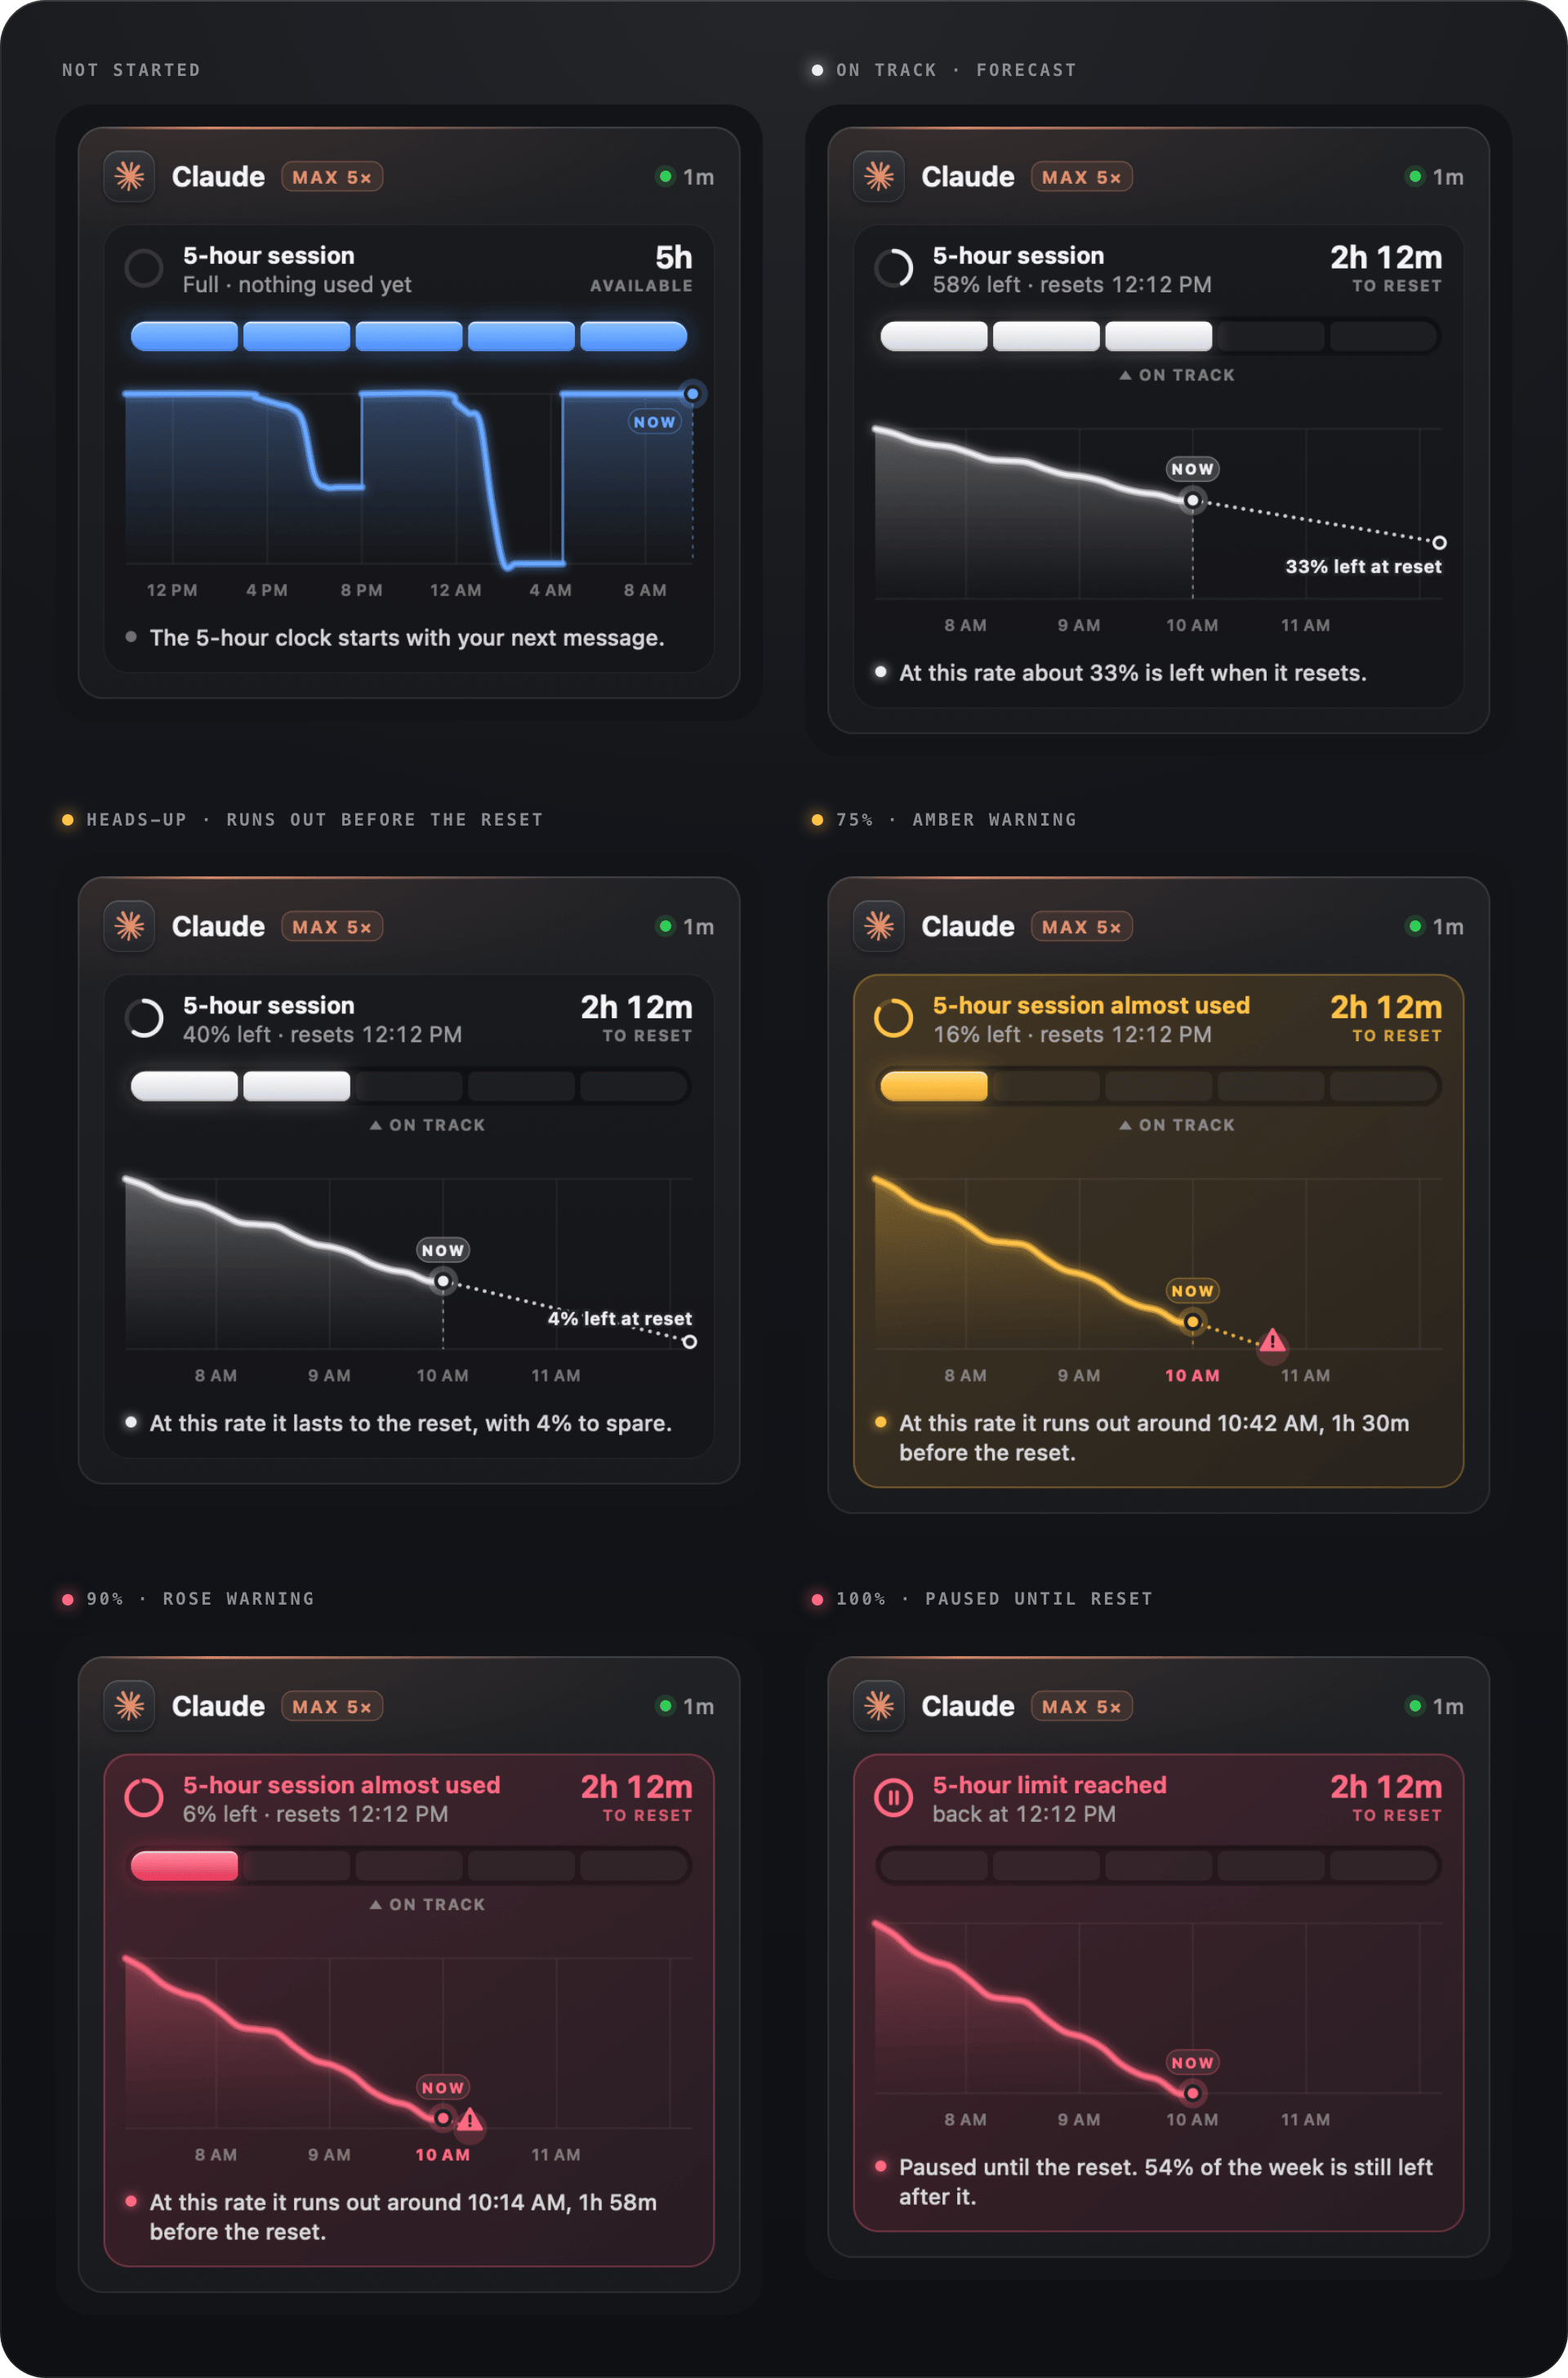 NOT STARTED
Claude MAX 5× 1m
5-hour session 5h
Full · nothing used yet AVAILABLE
NOW
12 PM 4 PM 8 PM 12 AM 4 AM 8 AM
The 5-hour clock starts with your next message.
ON TRACK · FORECAST
Claude MAX 5× 1m
5-hour session 2h 12m
58% left · resets 12:12 PM TO RESET
ON TRACK
NOW
33% left at reset
8 AM 9 AM 10 AM 11 AM
At this rate about 33% is left when it resets.
HEADS-UP · RUNS OUT BEFORE THE RESET
Claude MAX 5× 1m
5-hour session 2h 12m
40% left · resets 12:12 PM TO RESET
ON TRACK
NOW
4% left at reset
8 AM 9 AM 10 AM 11 AM
At this rate it lasts to the reset, with 4% to spare.
75% · AMBER WARNING
Claude MAX 5× 1m
5-hour session almost used 2h 12m
16% left · resets 12:12 PM TO RESET
ON TRACK
NOW
8 AM 9 AM 10 AM 11 AM
At this rate it runs out around 10:42 AM, 1h 30m
before the reset.
90% · ROSE WARNING
Claude MAX 5× 1m
5-hour session almost used 2h 12m
6% left · resets 12:12 PM TO RESET
ON TRACK
NOW
8 AM 9 AM 10 AM 11 AM
At this rate it runs out around 10:14 AM, 1h 58m
before the reset.
100% · PAUSED UNTIL RESET
Claude MAX 5× 1m
5-hour limit reached 2h 12m
back at 12:12 PM TO RESET
NOW
8 AM 9 AM 10 AM 11 AM
Paused until the reset. 54% of the week is still left
after it.